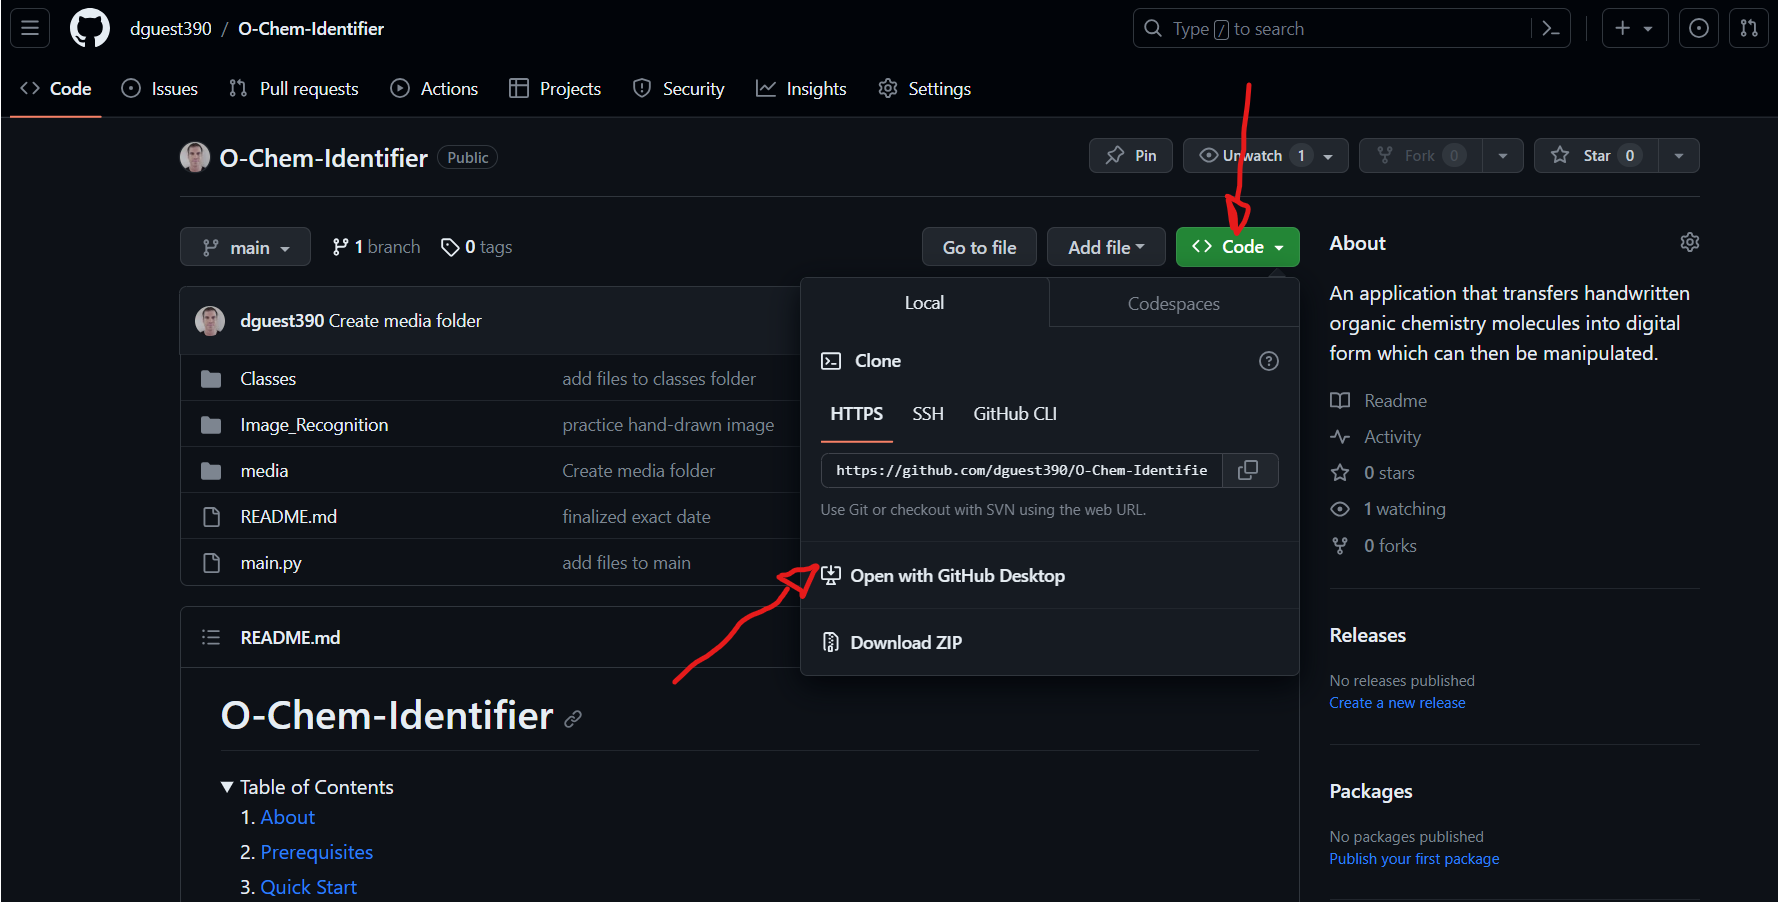 dguest390 / O-Chem-Identifier
Type / to search
Code Issues Pull requests Actions Projects Security Insights Settings
O-Chem-Identifier Public
Pin Unwatch 1 Fork 0 Star 0
main 1 branch 0 tags
Go to file Add file Code
dguest390 Create media folder
Classes add files to classes folder
Image_Recognition practice hand-drawn image
media Create media folder
README.md finalized exact date
main.py add files to main
Local Codespaces
Clone
HTTPS SSH GitHub CLI
https://github.com/dguest390/O-Chem-Identifie
Use Git or checkout with SVN using the web URL.
Open with GitHub Desktop
Download ZIP
README.md
O-Chem-Identifier
Table of Contents
1. About
2. Prerequisites
3. Quick Start
About
An application that transfers handwritten
organic chemistry molecules into digital
form which can then be manipulated.
Readme
Activity
0 stars
1 watching
0 forks
Releases
No releases published
Create a new release
Packages
No packages published
Publish your first package